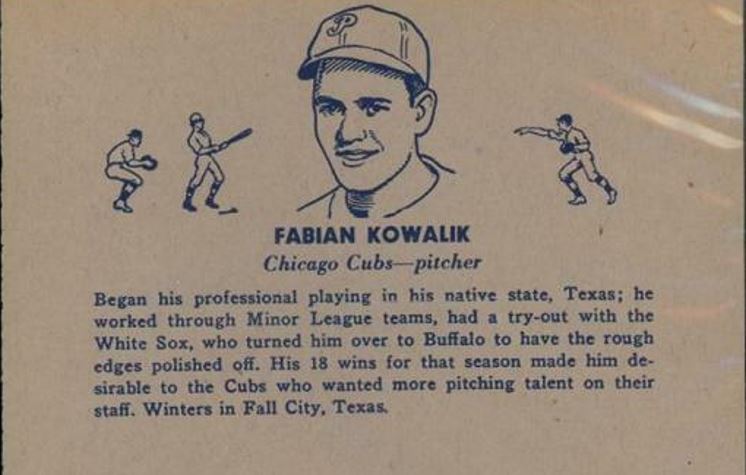 P
FABIAN KOWALIK
Chicago Cubs—pitcher
Began his professional playing in his native state, Texas; he
worked through Minor League teams, had a try-out with the
White Sox, who turned him over to Buffalo to have the rough
edges polished off. His 18 wins for that season made him de-
sirable to the Cubs who wanted more pitching talent on their
staff. Winters in Fall City, Texas.